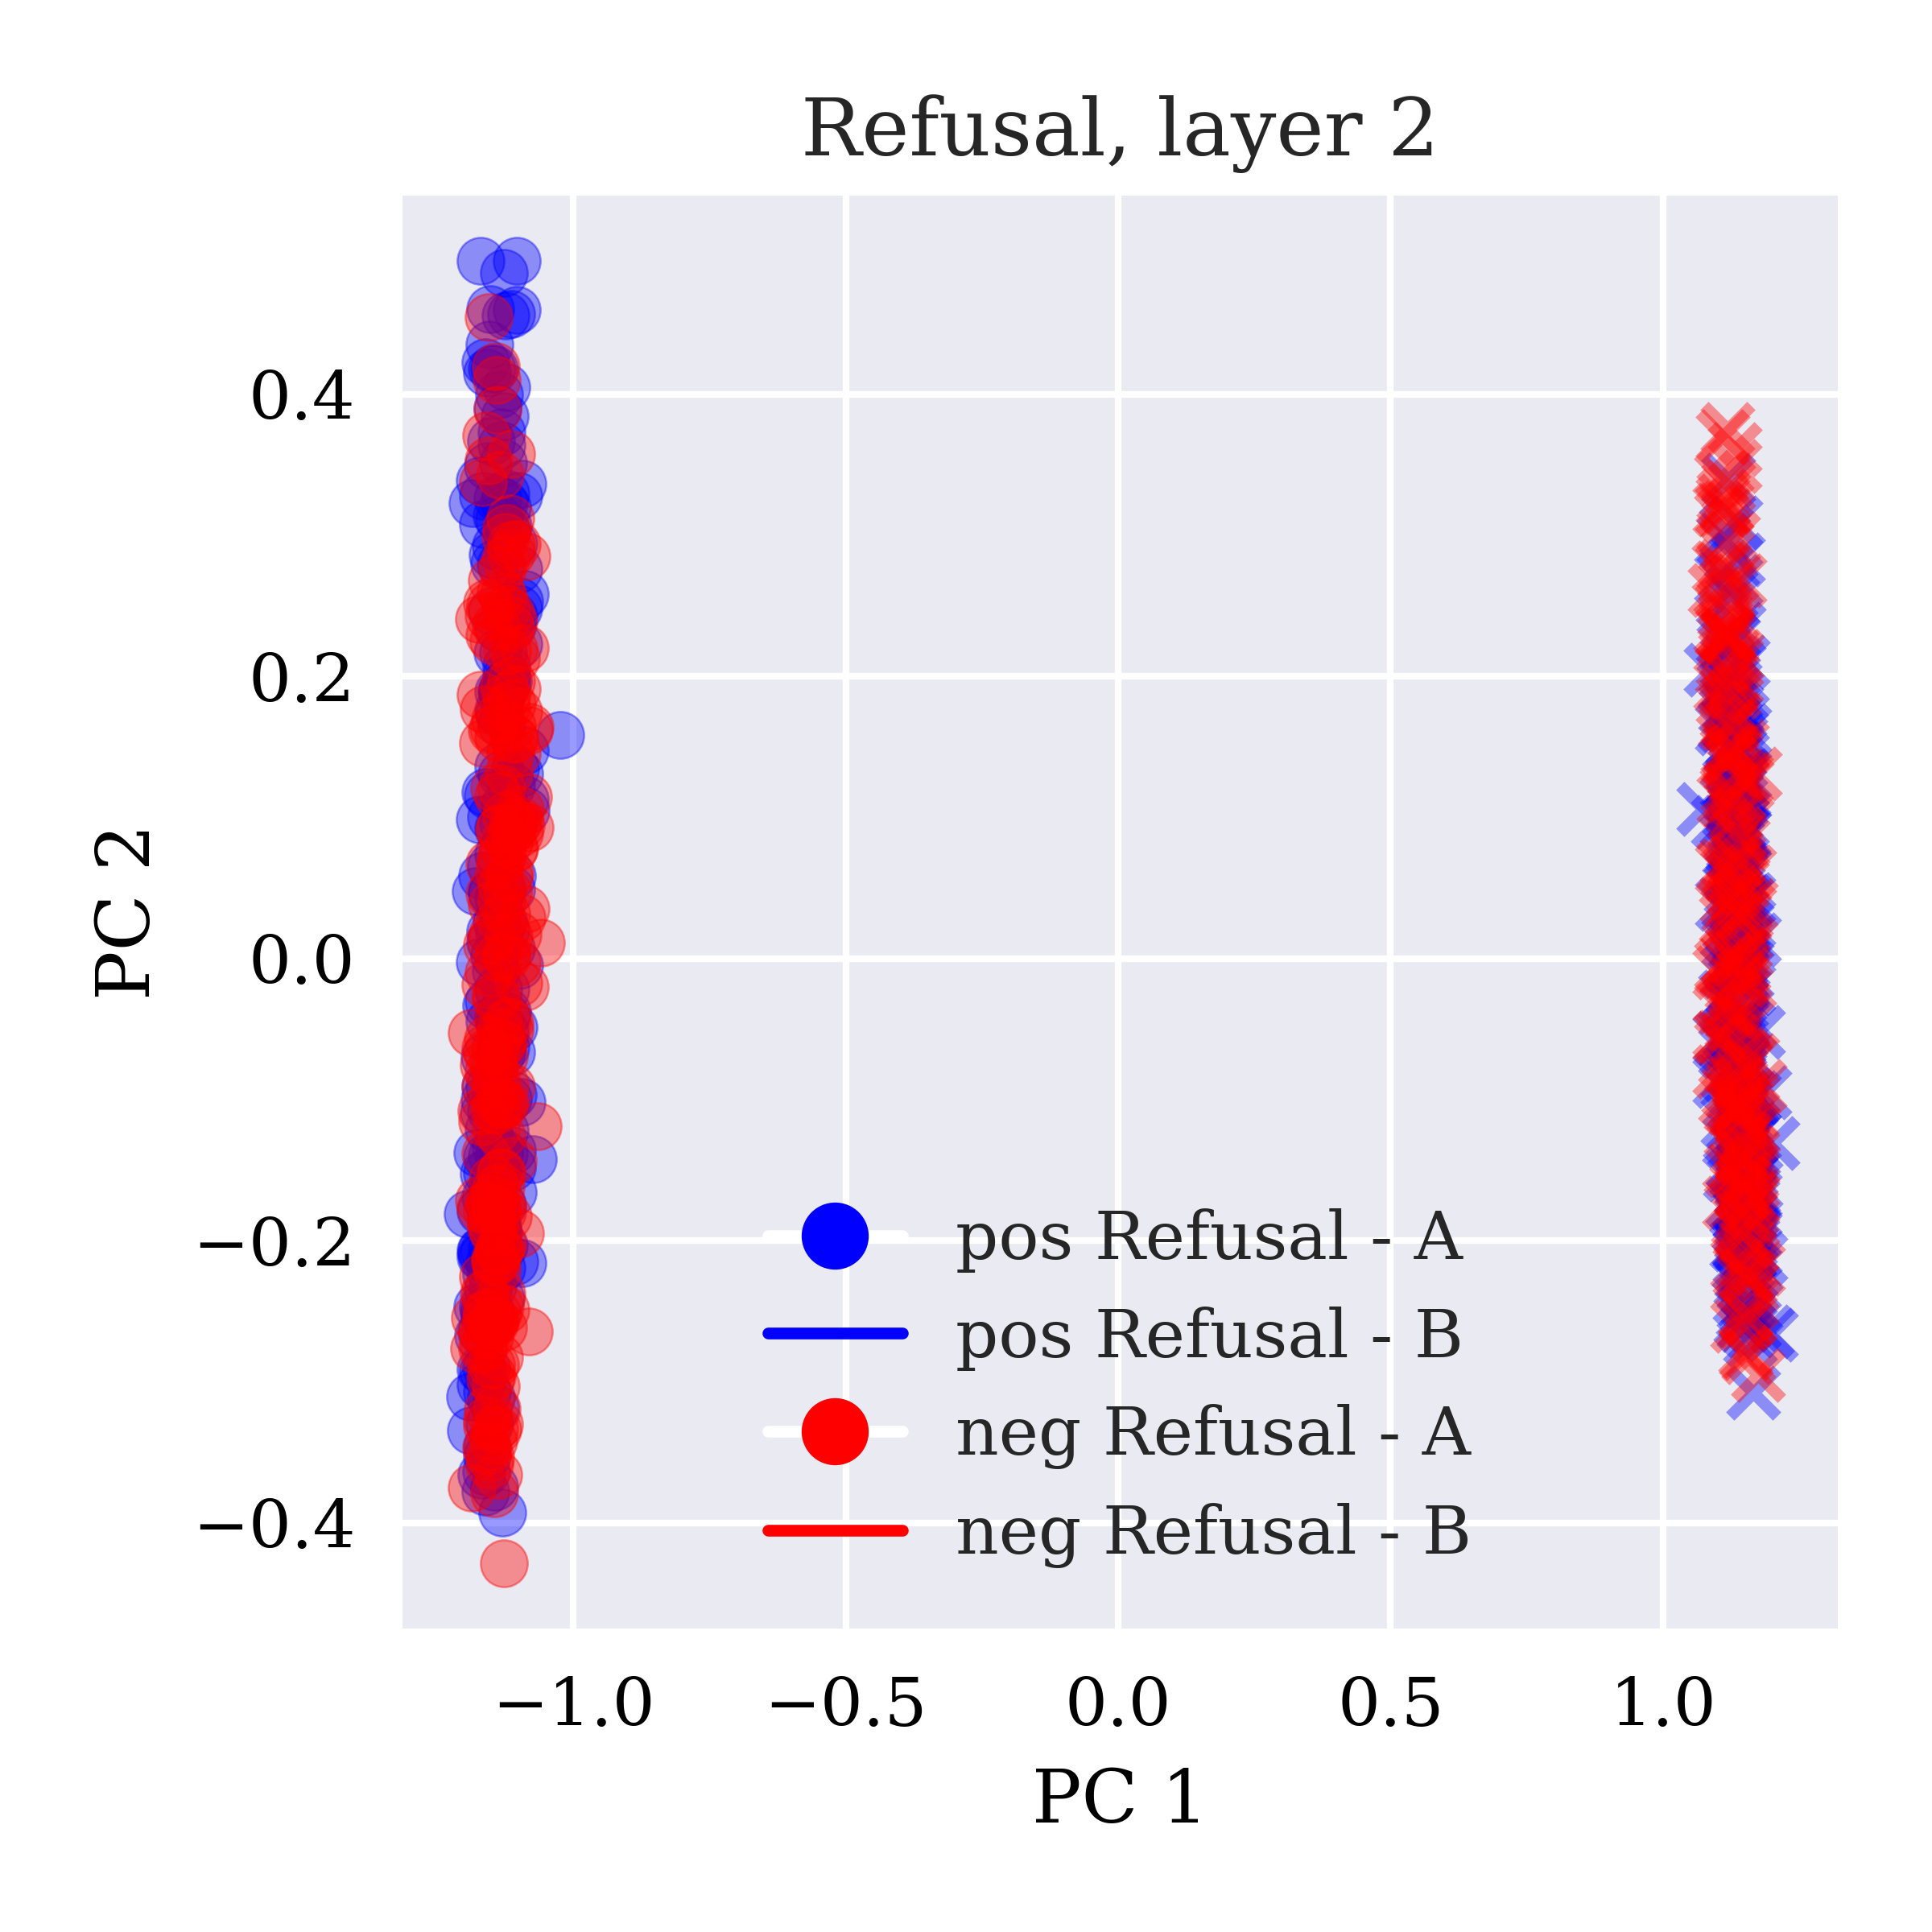 Refusal, layer 2
PC 2
0.4
0.2
0.0
−0.2
−0.4
pos Refusal - A
pos Refusal - B
neg Refusal - A
neg Refusal - B
−1.0 −0.5 0.0 0.5 1.0
PC 1